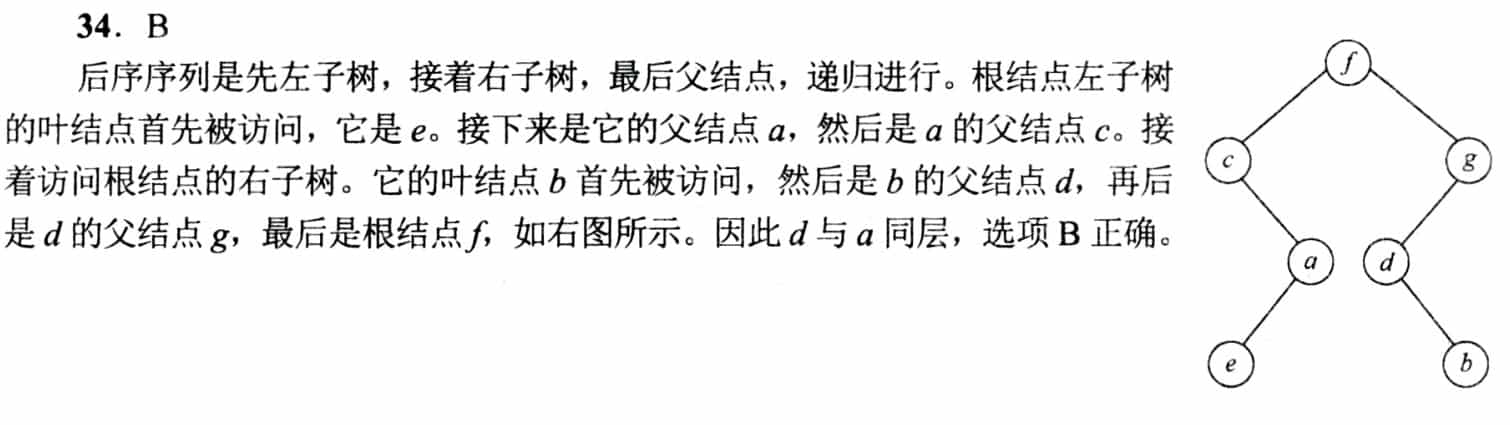 34. B
后序序列是先左子树，接着右子树，最后父结点，递归进行。根结点左子树
的叶结点首先被访问，它是 e。接下来是它的父结点 a，然后是 a 的父结点 c。接
着访问根结点的右子树。它的叶结点 b 首先被访问，然后是 b 的父结点 d，再后
是 d 的父结点 g，最后是根结点 f，如右图所示。因此 d 与 a 同层，选项 B 正确。
f
c g
a d
e b